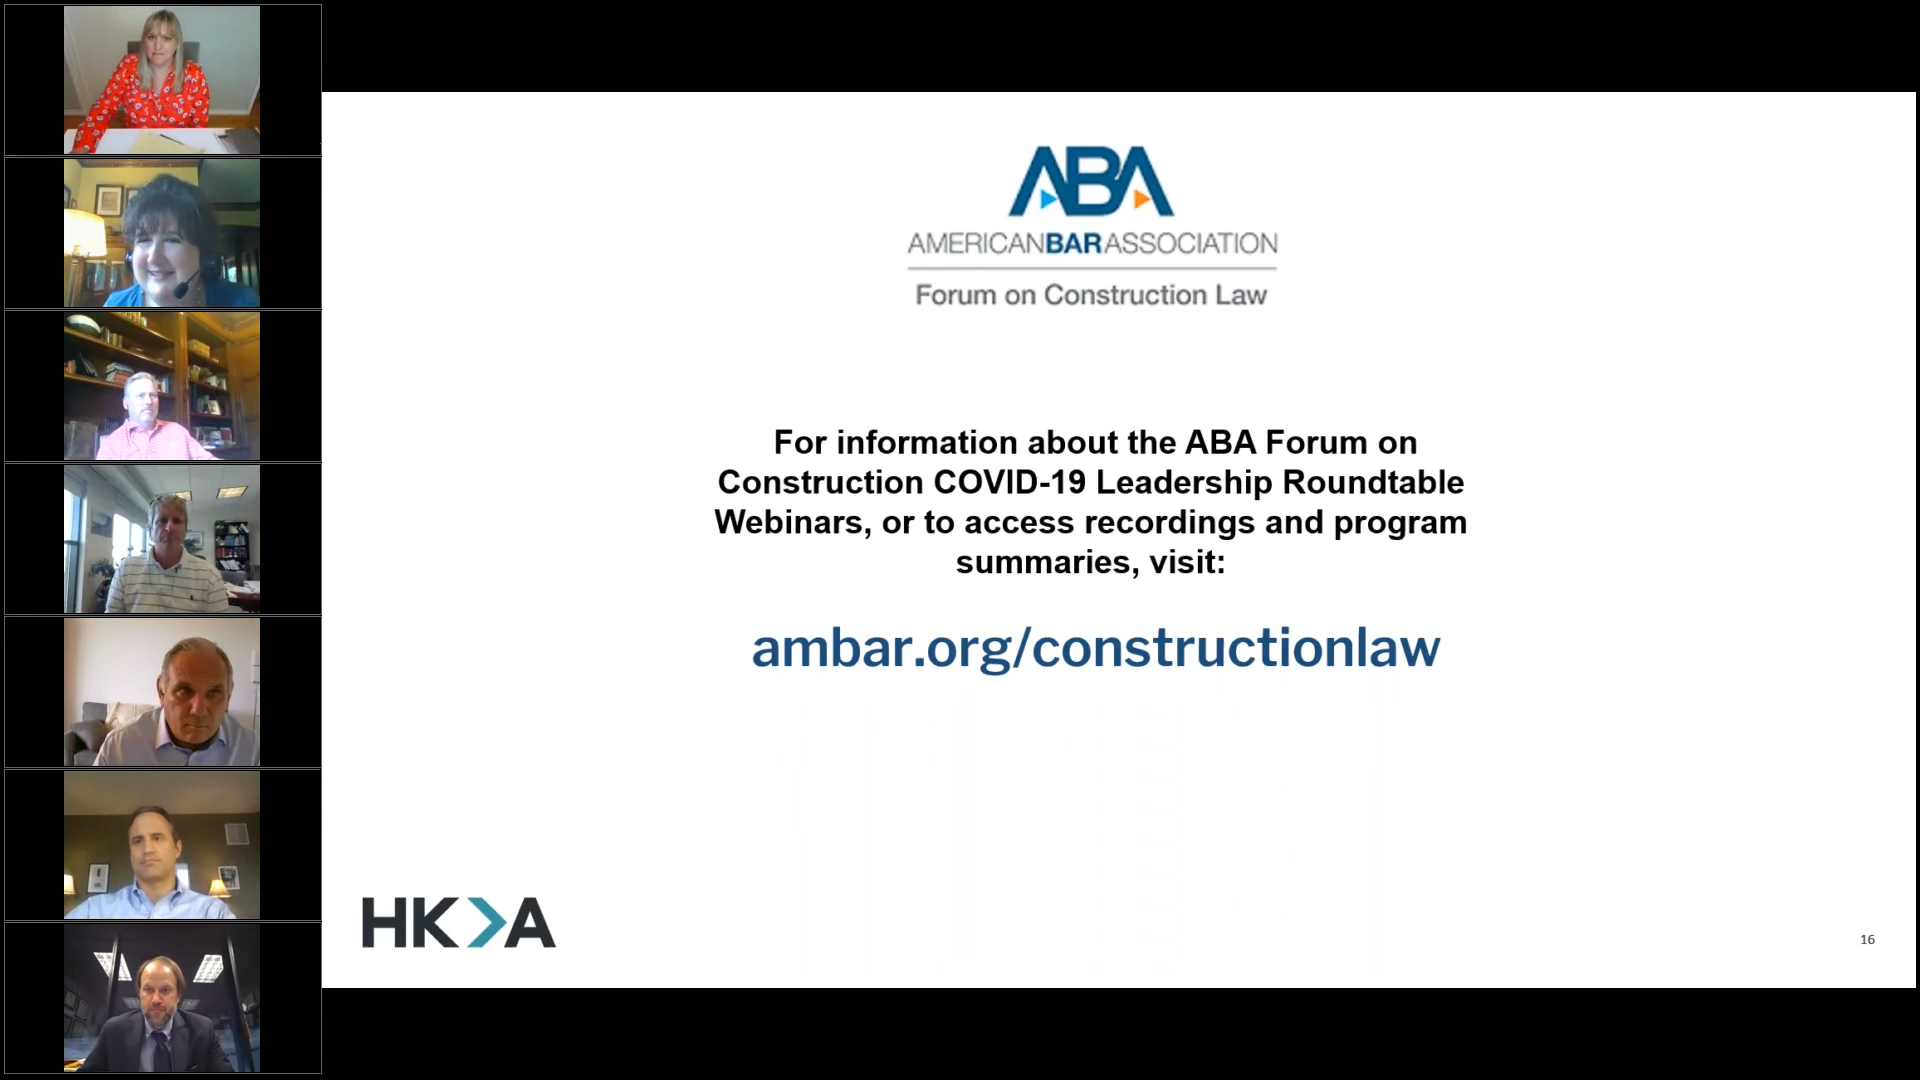 ABA
AMERICANBARASSOCIATION
Forum on Construction Law
For information about the ABA Forum on
Construction COVID-19 Leadership Roundtable
Webinars, or to access recordings and program
summaries, visit:
ambar.org/constructionlaw
HKA
16